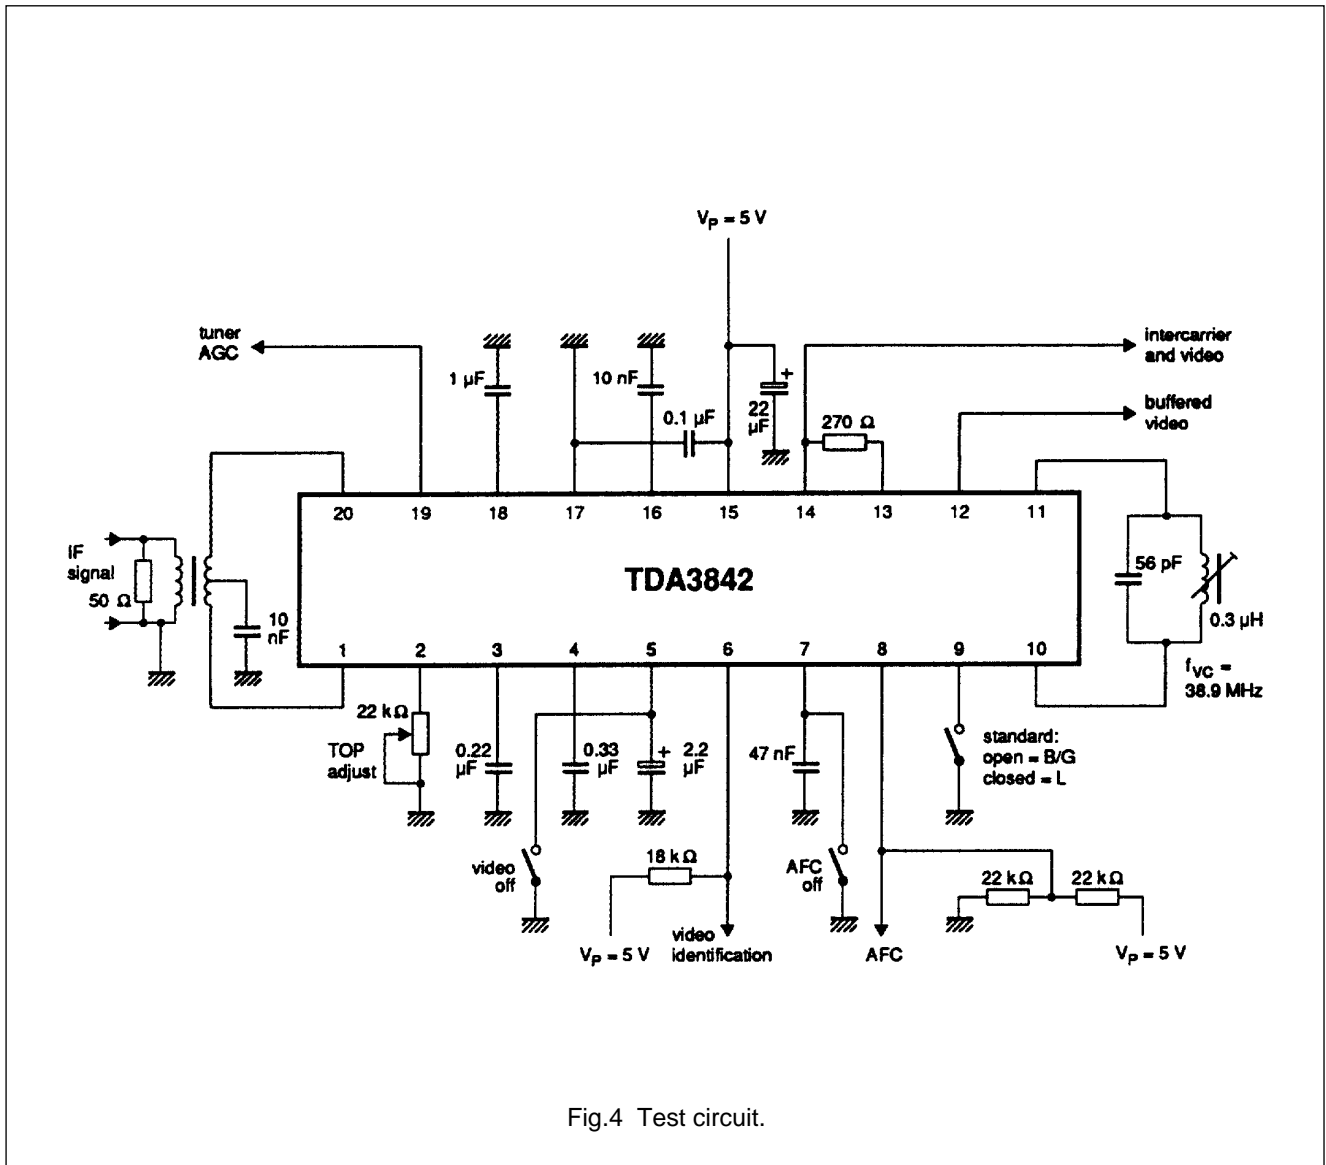 V_P = 5 V
tuner
AGC
1 µF
10 nF
0.1 µF
22
µF
+
270 Ω
intercarrier
and video
buffered
video
20 19 18 17 16 15 14 13 12 11
IF
signal
50 Ω
10
nF
TDA3842
56 pF
0.3 µH
1 2 3 4 5 6 7 8 9 10
f_VC =
38.9 MHz
22 kΩ
TOP
adjust
0.22
µF
0.33
µF
+
2.2
µF
47 nF
standard:
open = B/G
closed = L
video
off
18 kΩ
AFC
off
22 kΩ 22 kΩ
V_P = 5 V
video
identification
AFC
V_P = 5 V
Fig.4 Test circuit.